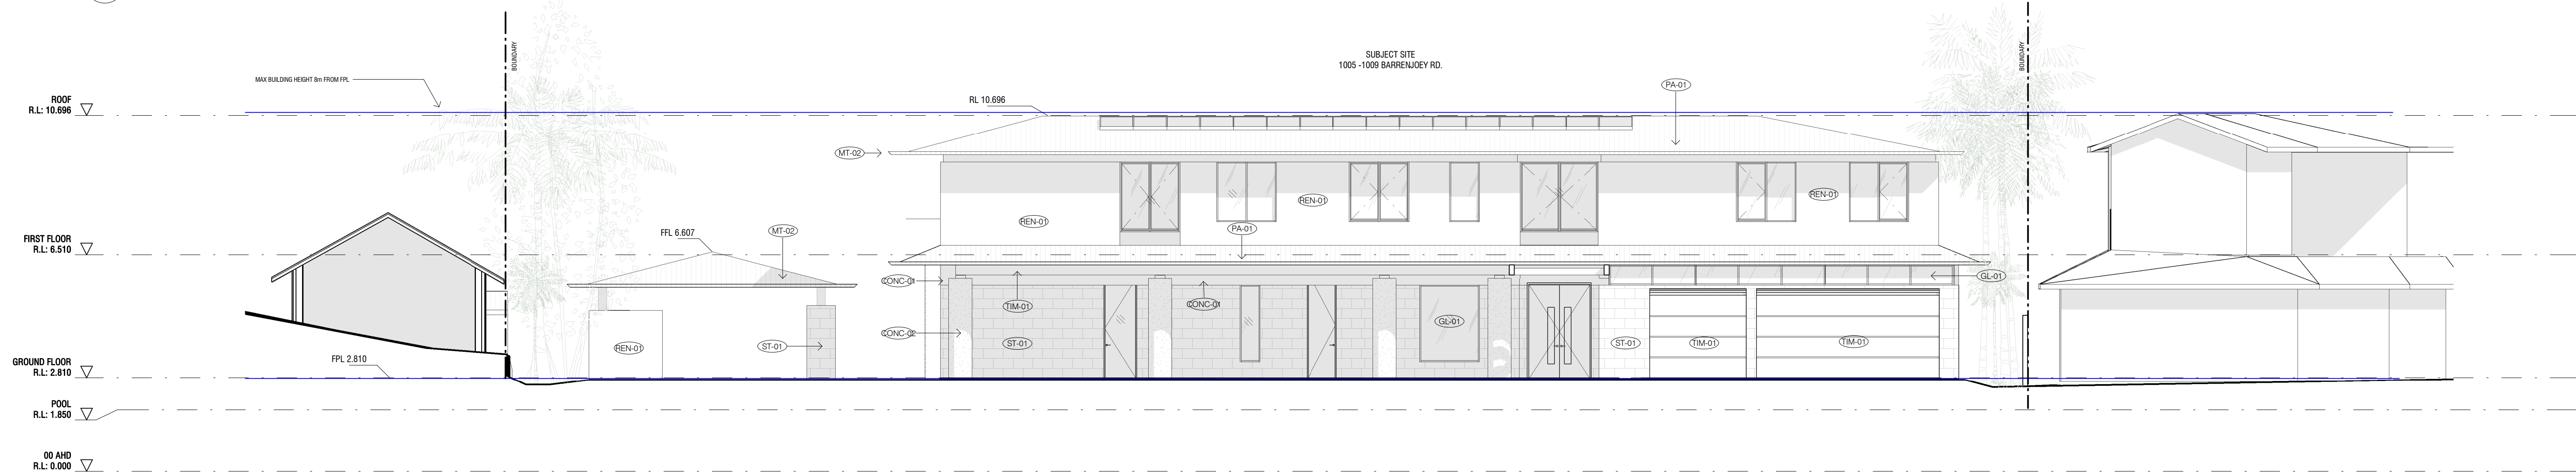 SUBJECT SITE
1005 -1009 BARRENJOEY RD.
BOUNDARY
BOUNDARY
MAX BUILDING HEIGHT 8m FROM FPL
PA-01
ROOF
R.L: 10.696
RL 10.696
MT-02
REN-01
REN-01
REN-01
PA-01
MT-02
FFL 6.607
FIRST FLOOR
R.L: 6.510
GL-01
CONC-01
TIM-01
CONC-01
GL-01
CONC-02
ST-01
ST-01
TIM-01
TIM-01
REN-01
ST-01
FPL 2.810
GROUND FLOOR
R.L: 2.810
POOL
R.L: 1.850
00 AHD
R.L: 0.000